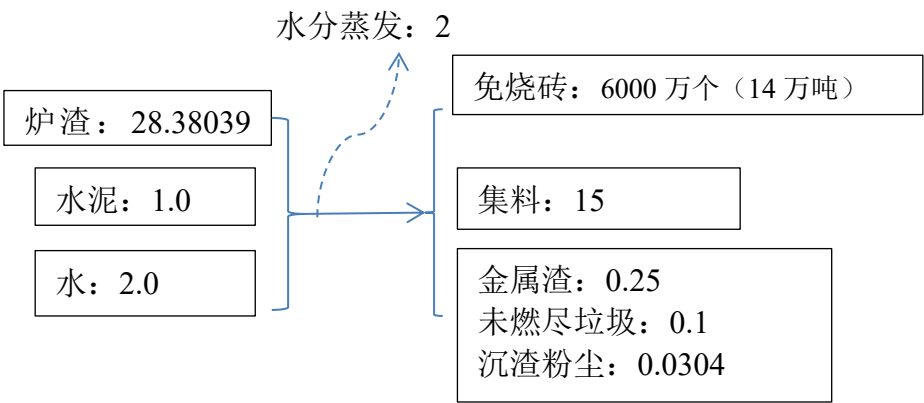 水分蒸发：2
免烧砖：6000 万个（14 万吨）
炉渣：28.38039
水泥：1.0
集料：15
水：2.0
金属渣：0.25
未燃尽垃圾：0.1
沉渣粉尘：0.0304